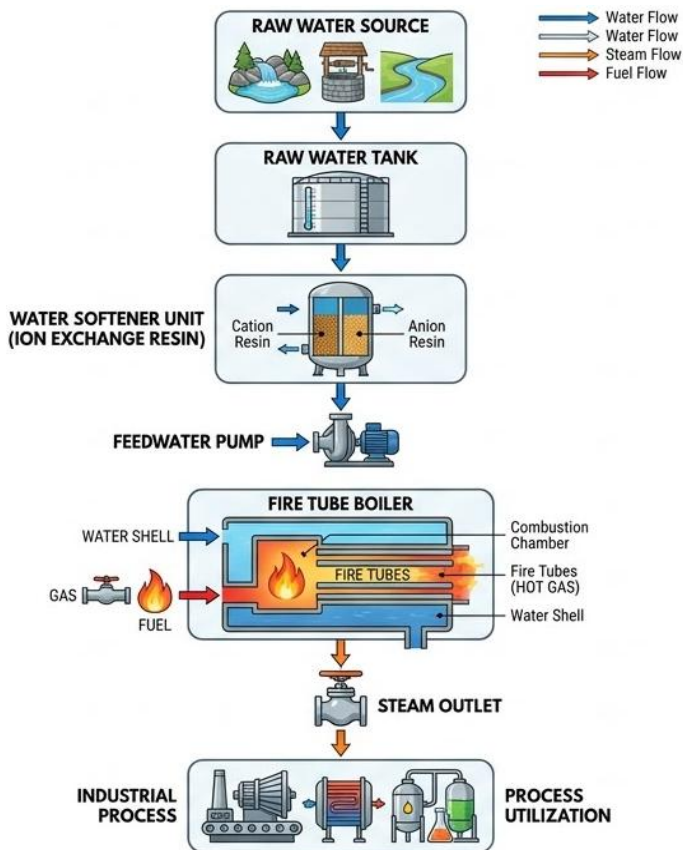 RAW WATER SOURCE
Water Flow
Water Flow
Steam Flow
Fuel Flow
RAW WATER TANK
WATER SOFTENER UNIT
(ION EXCHANGE RESIN)
Cation
Resin
Anion
Resin
FEEDWATER PUMP
FIRE TUBE BOILER
WATER SHELL
GAS
FUEL
FIRE TUBES
Combustion
Chamber
Fire Tubes
(HOT GAS)
Water Shell
STEAM OUTLET
INDUSTRIAL
PROCESS
PROCESS
UTILIZATION